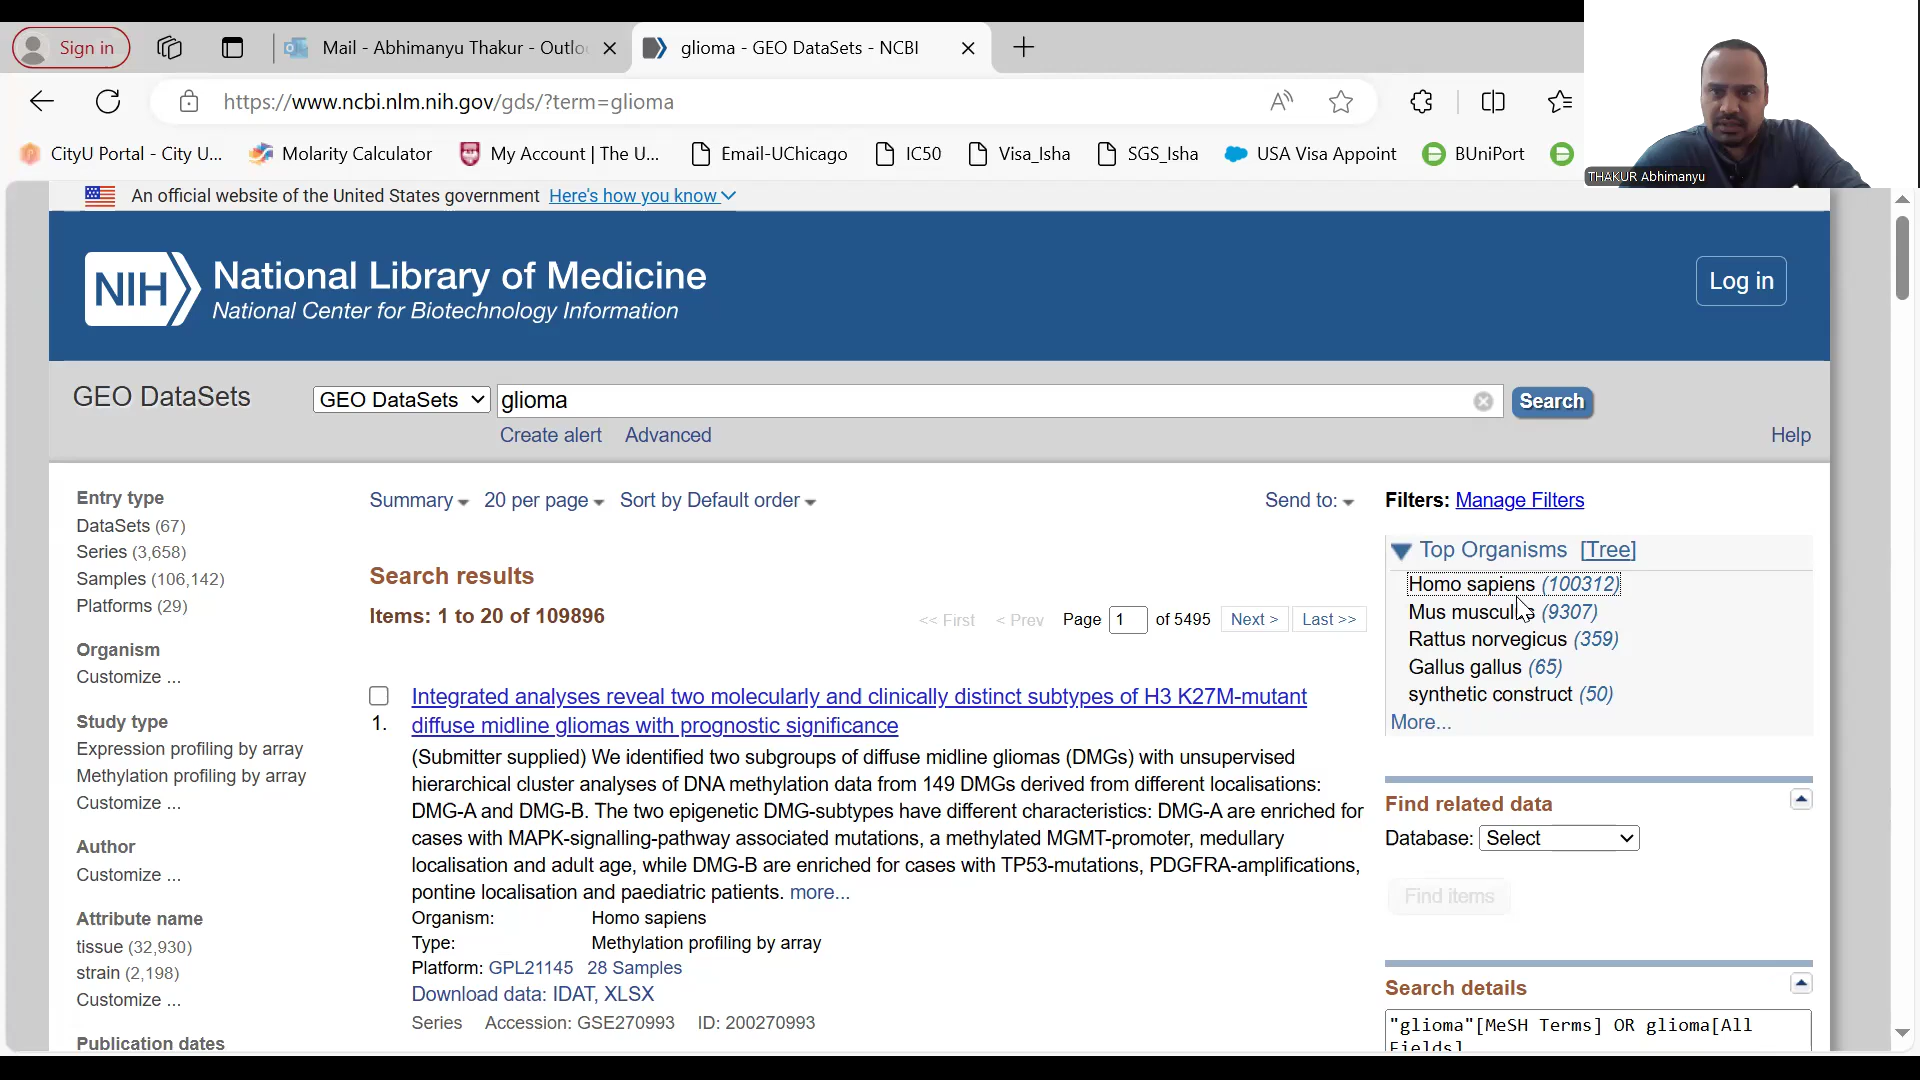 Sign in
Mail - Abhimanyu Thakur - Outlo
glioma - GEO DataSets - NCBI
https://www.ncbi.nlm.nih.gov/gds/?term=glioma
CityU Portal - City U...
Molarity Calculator
My Account | The U...
Email-UChicago
IC50
Visa_Isha
SGS_Isha
USA Visa Appoint
BUniPort
THAKUR Abhimanyu
An official website of the United States government Here's how you know
NIH National Library of Medicine
National Center for Biotechnology Information
Log in
GEO DataSets
GEO DataSets
glioma
Search
Create alert Advanced
Help
Entry type
DataSets (67)
Series (3,658)
Samples (106,142)
Platforms (29)
Organism
Customize ...
Study type
Expression profiling by array
Methylation profiling by array
Customize ...
Author
Customize ...
Attribute name
tissue (32,930)
strain (2,198)
Customize ...
Publication dates
Summary 20 per page Sort by Default order
Send to:
Search results
Items: 1 to 20 of 109896
<< First < Prev Page 1 of 5495 Next > Last >>
Integrated analyses reveal two molecularly and clinically distinct subtypes of H3 K27M-mutant
1. diffuse midline gliomas with prognostic significance
(Submitter supplied) We identified two subgroups of diffuse midline gliomas (DMGs) with unsupervised
hierarchical cluster analyses of DNA methylation data from 149 DMGs derived from different localisations:
DMG-A and DMG-B. The two epigenetic DMG-subtypes have different characteristics: DMG-A are enriched for
cases with MAPK-signalling-pathway associated mutations, a methylated MGMT-promoter, medullary
localisation and adult age, while DMG-B are enriched for cases with TP53-mutations, PDGFRA-amplifications,
pontine localisation and paediatric patients. more...
Organism: Homo sapiens
Type: Methylation profiling by array
Platform: GPL21145 28 Samples
Download data: IDAT, XLSX
Series Accession: GSE270993 ID: 200270993
Filters: Manage Filters
Top Organisms [Tree]
Homo sapiens (100312)
Mus musculus (9307)
Rattus norvegicus (359)
Gallus gallus (65)
synthetic construct (50)
More...
Find related data
Database: Select
Find items
Search details
"glioma"[MeSH Terms] OR glioma[All
Fields]